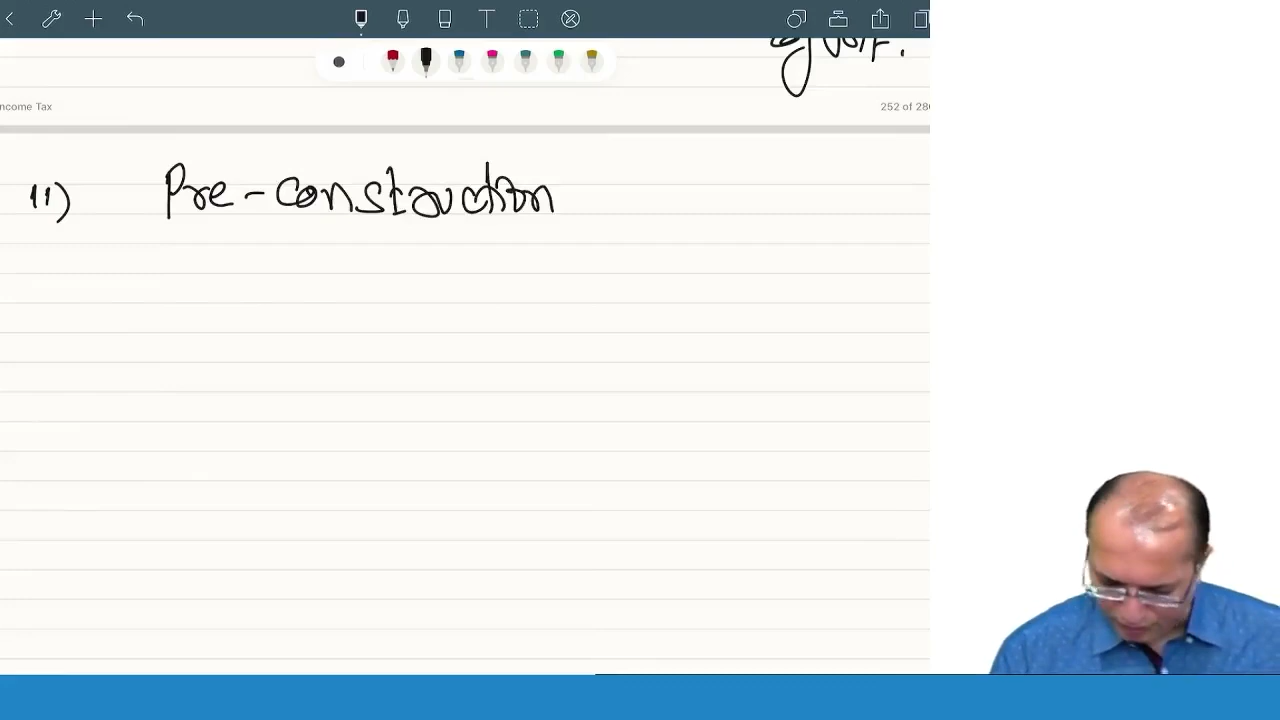 ncome Tax
252 of 28
11) Pre-construction